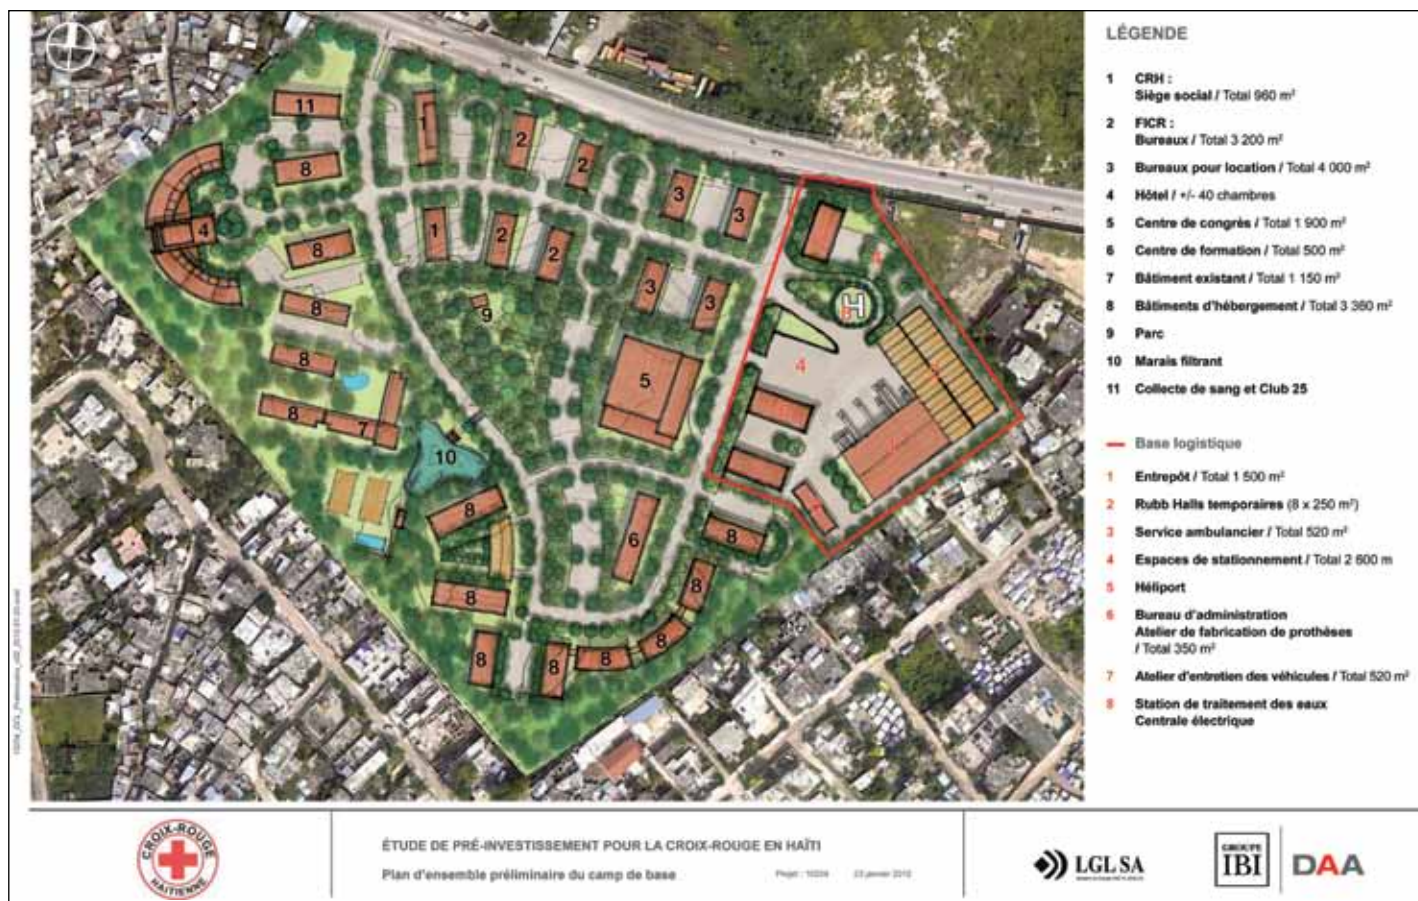 LÉGENDE
1 CRH :
Siège social / Total 960 m²
2 FICR :
Bureaux / Total 3 200 m²
3 Bureaux pour location / Total 4 000 m²
4 Hôtel / +/- 40 chambres
5 Centre de congrès / Total 1 900 m²
6 Centre de formation / Total 500 m²
7 Bâtiment existant / Total 1 150 m²
8 Bâtiments d'hébergement / Total 3 360 m²
9 Parc
10 Marais filtrant
11 Collecte de sang et Club 25
Base logistique
1 Entrepôt / Total 1 500 m²
2 Rubb Halls temporaires (8 x 250 m²)
3 Service ambulancier / Total 520 m²
4 Espaces de stationnement / Total 2 600 m
5 Héliport
6 Bureau d'administration
Atelier de fabrication de prothèses
/ Total 350 m²
7 Atelier d'entretien des véhicules / Total 520 m²
8 Station de traitement des eaux
Centrale électrique
11
1
2
8
2
3
3
4
1
2
2
8
8
3
3
9
H
4
4
8
5
8
7
10
8
6
8
8
8
8
8
8
8
CROIX-ROUGE
HAÏTIENNE
ÉTUDE DE PRÉ-INVESTISSEMENT POUR LA CROIX-ROUGE EN HAÏTI
Plan d'ensemble préliminaire du camp de base
Projet :
LGL SA
GROUPE
IBI
DAA